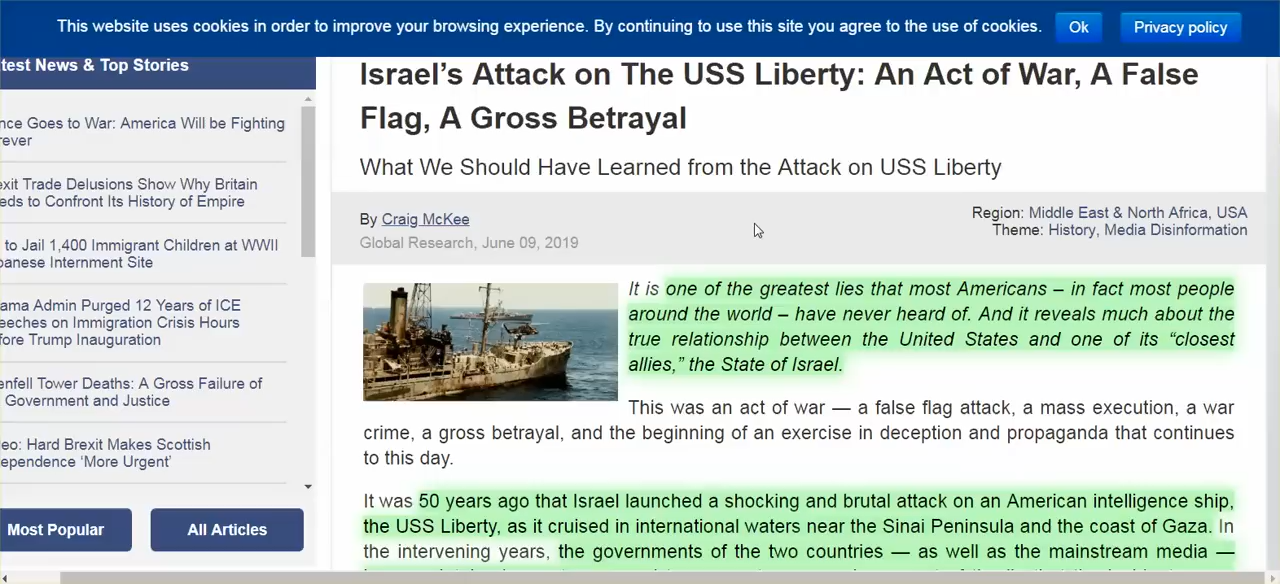 This website uses cookies in order to improve your browsing experience. By continuing to use this site you agree to the use of cookies.
Ok
Privacy policy
test News & Top Stories
nce Goes to War: America Will be Fighting
rever
exit Trade Delusions Show Why Britain
eds to Confront Its History of Empire
to Jail 1,400 Immigrant Children at WWII
panese Internment Site
ama Admin Purged 12 Years of ICE
eeches on Immigration Crisis Hours
fore Trump Inauguration
enfell Tower Deaths: A Gross Failure of
Government and Justice
eo: Hard Brexit Makes Scottish
ependence ‘More Urgent’
Most Popular
All Articles
Israel’s Attack on The USS Liberty: An Act of War, A False
Flag, A Gross Betrayal
What We Should Have Learned from the Attack on USS Liberty
By Craig McKee
Global Research, June 09, 2019
Region: Middle East & North Africa, USA
Theme: History, Media Disinformation
It is one of the greatest lies that most Americans – in fact most people
around the world – have never heard of. And it reveals much about the
true relationship between the United States and one of its “closest
allies,” the State of Israel.
This was an act of war — a false flag attack, a mass execution, a war
crime, a gross betrayal, and the beginning of an exercise in deception and propaganda that continues
to this day.
It was 50 years ago that Israel launched a shocking and brutal attack on an American intelligence ship,
the USS Liberty, as it cruised in international waters near the Sinai Peninsula and the coast of Gaza. In
the intervening years, the governments of the two countries — as well as the mainstream media —